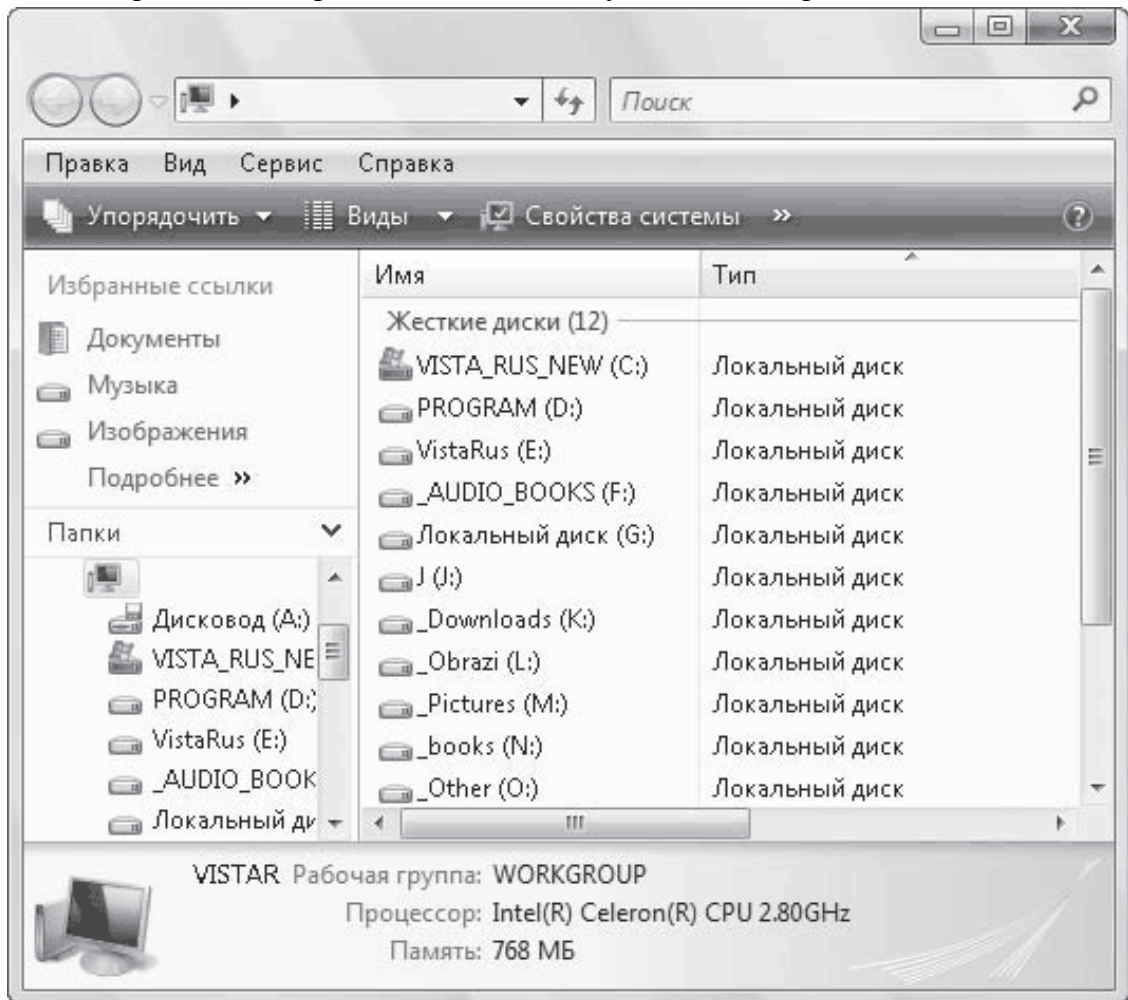 Поиск
Правка Вид Сервис Справка
Упорядочить Виды Свойства системы »
Избранные ссылки
Документы
Музыка
Изображения
Подробнее »
Папки
Дисковод (A:)
VISTA_RUS_NE
PROGRAM (D:
VistaRus (E:)
_AUDIO_BOOK
Локальный ди
Имя Тип
Жесткие диски (12)
VISTA_RUS_NEW (C:) Локальный диск
PROGRAM (D:) Локальный диск
VistaRus (E:) Локальный диск
_AUDIO_BOOKS (F:) Локальный диск
Локальный диск (G:) Локальный диск
J (J:) Локальный диск
_Downloads (K:) Локальный диск
_Obrazi (L:) Локальный диск
_Pictures (M:) Локальный диск
_books (N:) Локальный диск
_Other (O:) Локальный диск
VISTAR Рабочая группа: WORKGROUP
Процессор: Intel(R) Celeron(R) CPU 2.80GHz
Память: 768 МБ